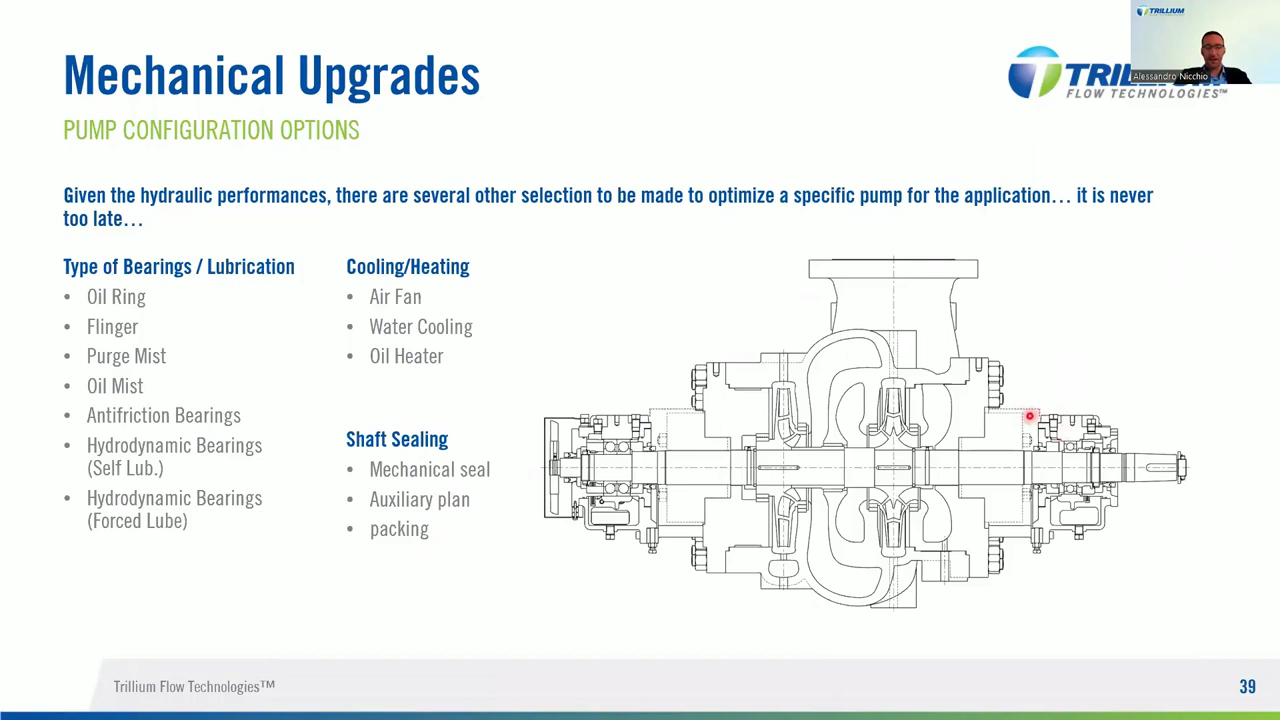 Mechanical Upgrades
PUMP CONFIGURATION OPTIONS
TRILLIUM
Alessandro Nicchio
TRIL
FLOW TECHNOLOGIES™
Given the hydraulic performances, there are several other selection to be made to optimize a specific pump for the application… it is never
too late…
Type of Bearings / Lubrication
• Oil Ring
• Flinger
• Purge Mist
• Oil Mist
• Antifriction Bearings
• Hydrodynamic Bearings
(Self Lub.)
• Hydrodynamic Bearings
(Forced Lube)
Cooling/Heating
• Air Fan
• Water Cooling
• Oil Heater
Shaft Sealing
• Mechanical seal
• Auxiliary plan
• packing
Trillium Flow Technologies™
39